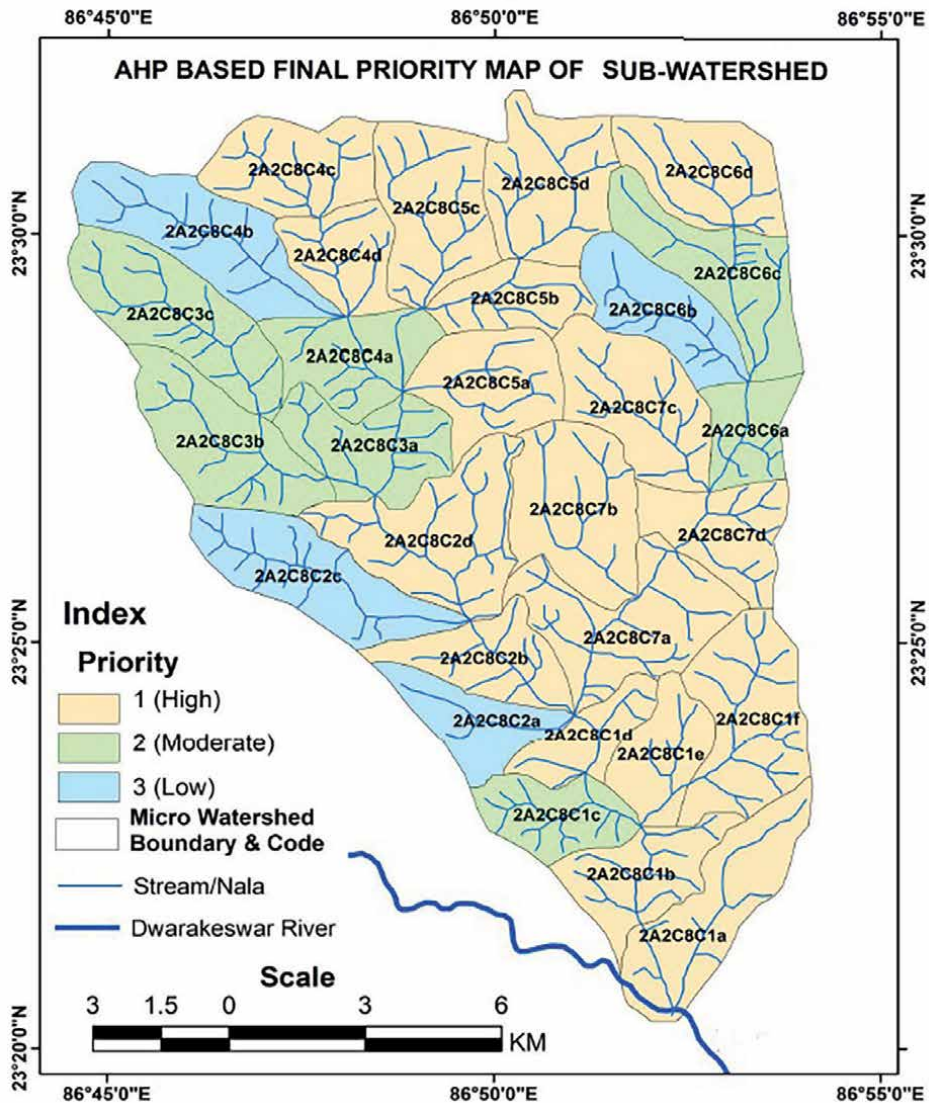 86°45'0"E 86°50'0"E 86°55'0"E
AHP BASED FINAL PRIORITY MAP OF SUB-WATERSHED
2A2C8C4c
2A2C8C5d
2A2C8C6d
2A2C8C5c
2A2C8C4b
23°30'0"N
23°30'0"N
2A2C8C4d
2A2C8C6c
2A2C8C5b
2A2C8C6b
2A2C8C3c
2A2C8C4a
2A2C8C5a
2A2C8C7c
2A2C8C6a
2A2C8C3b
2A2C8C3a
2A2C8C7b
2A2C8C2d
2A2C8C7d
2A2C8C2c
2A2C8C7a
23°25'0"N
23°25'0"N
2A2C8C2b
2A2C8C2a
2A2C8C1d
2A2C8C1f
2A2C8C1e
2A2C8C1c
2A2C8C1b
2A2C8C1a
Index
Priority
1 (High)
2 (Moderate)
3 (Low)
Micro Watershed
Boundary & Code
Stream/Nala
Dwarakeswar River
Scale
3 1.5 0 3 6
KM
23°20'0"N
23°20'0"N
86°45'0"E 86°50'0"E 86°55'0"E